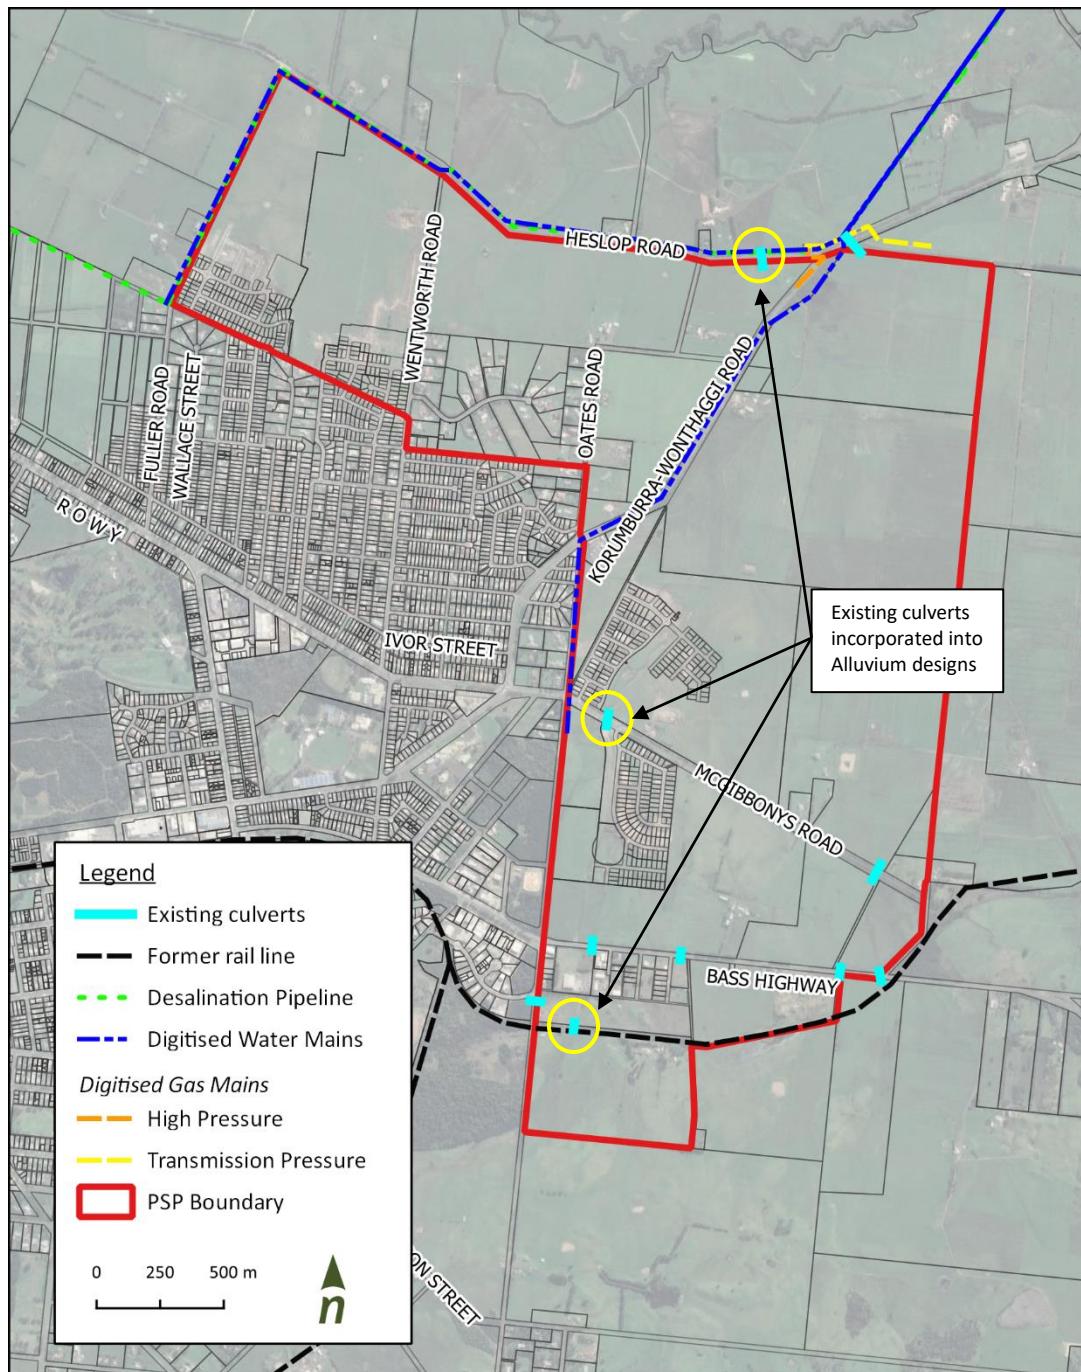 HESLOP ROAD
WENTWORTH ROAD
OATES ROAD
KORUMBURRA-WONTHAGGI ROAD
FULLER ROAD
WALLACE STREET
ROWY
IVOR STREET
Existing culverts
incorporated into
Alluvium designs
MCGIBBONYS ROAD
BASS HIGHWAY
Legend
Existing culverts
Former rail line
Desalination Pipeline
Digitised Water Mains
Digitised Gas Mains
High Pressure
Transmission Pressure
PSP Boundary
0 250 500 m
n
ON STREET